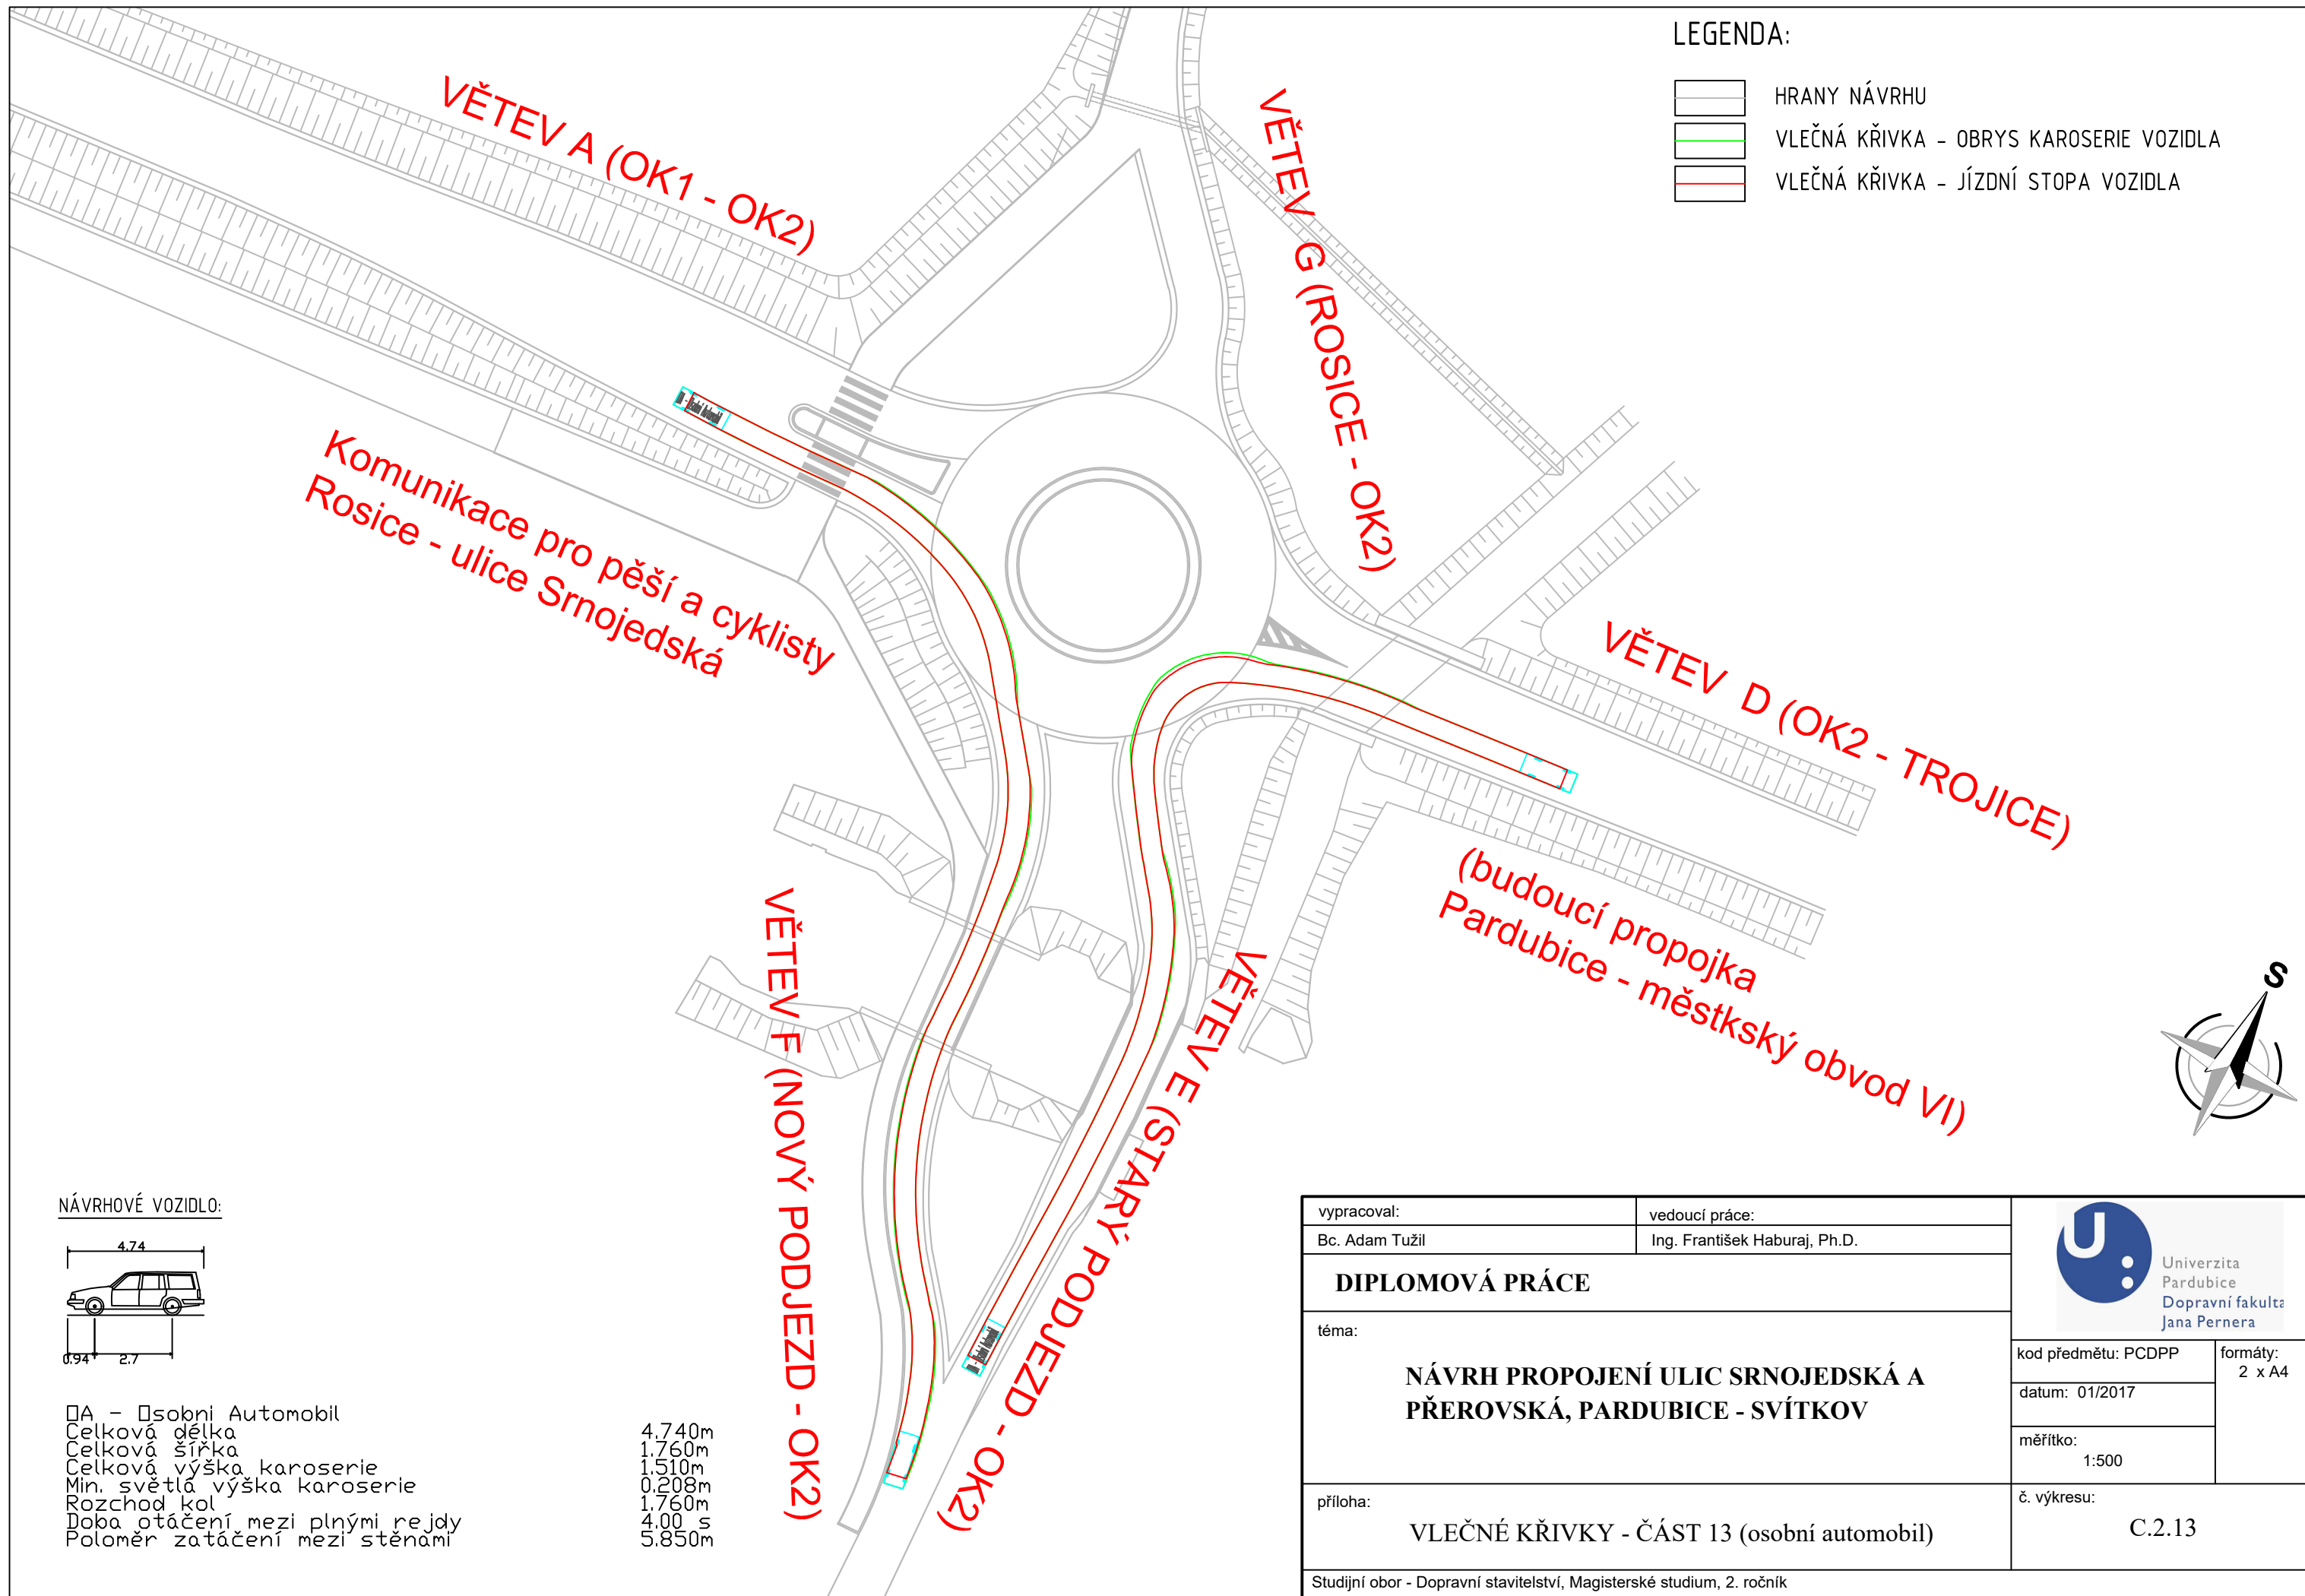 LEGENDA:
HRANY NÁVRHU
VLEČNÁ KŘIVKA - OBRYS KAROSERIE VOZIDLA
VLEČNÁ KŘIVKA - JÍZDNÍ STOPA VOZIDLA
VĚTEV A (OK1 - OK2)
VĚTEV G (ROSICE - OK2)
Komunikace pro pěší a cyklisty
Rosice - ulice Srnojedská
VĚTEV D (OK2 - TROJICE)
(budoucí propojka
Pardubice - městkský obvod VI)
VĚTEV F (NOVÝ PODJEZD - OK2)
VĚTEV E (STARÝ PODJEZD - OK2)
S
NÁVRHOVÉ VOZIDLO:
4.74
0.94 2.7
□A - □sobni Automobil
Celková délka 4.740m
Celková šířka 1.760m
Celková výška karoserie 1.510m
Min. světlá výška karoserie 0.208m
Rozchod kol 1.760m
Doba otáčení mezi plnými rejdy 4.00 s
Poloměr zatáčení mezi stěnami 5.850m
vypracoval: vedoucí práce:
Bc. Adam Tužil Ing. František Haburaj, Ph.D.
DIPLOMOVÁ PRÁCE
téma:
NÁVRH PROPOJENÍ ULIC SRNOJEDSKÁ A
PŘEROVSKÁ, PARDUBICE - SVÍTKOV
příloha:
VLEČNÉ KŘIVKY - ČÁST 13 (osobní automobil)
Studijní obor - Dopravní stavitelství, Magisterské studium, 2. ročník
Univerzita
Pardubice
Dopravní fakulta
Jana Pernera
kod předmětu: PCDPP
formáty:
2 x A4
datum: 01/2017
měřítko:
1:500
č. výkresu:
C.2.13